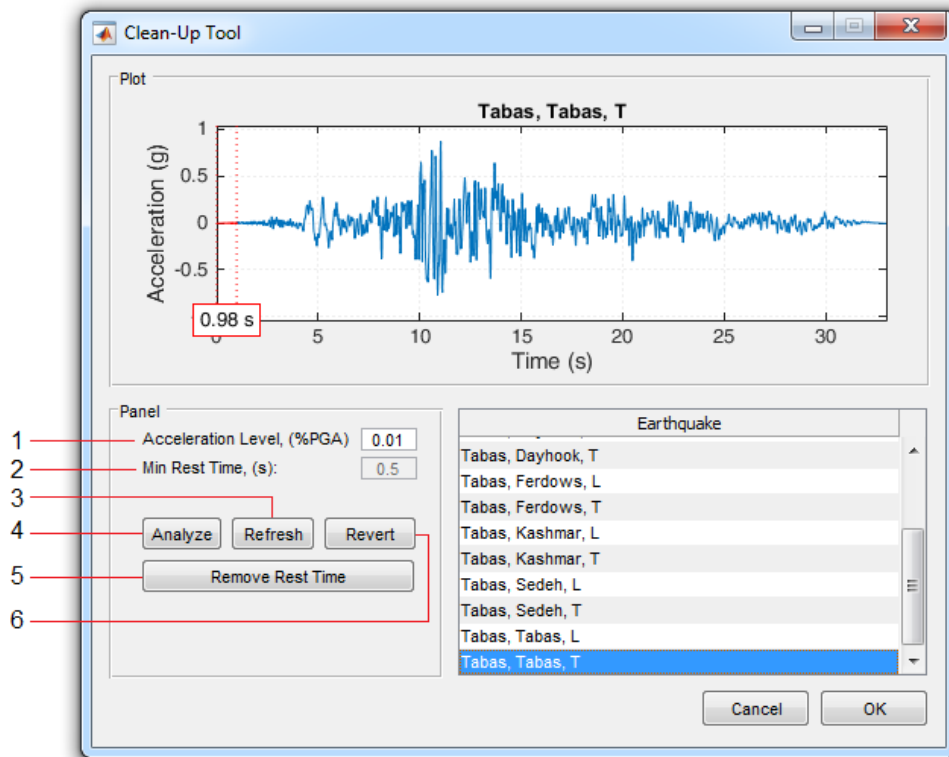 Clean-Up Tool
Plot
Tabas, Tabas, T
Acceleration (g)
1
0.5
0
-0.5
0.98 s
0 5 10 15 20 25 30
Time (s)
Panel
1 Acceleration Level, (%PGA) 0.01
2 Min Rest Time, (s): 0.5
3
4 Analyze Refresh Revert
5 Remove Rest Time
6
Earthquake
Tabas, Dayhook, T
Tabas, Ferdows, L
Tabas, Ferdows, T
Tabas, Kashmar, L
Tabas, Kashmar, T
Tabas, Sedeh, L
Tabas, Sedeh, T
Tabas, Tabas, L
Tabas, Tabas, T
Cancel OK